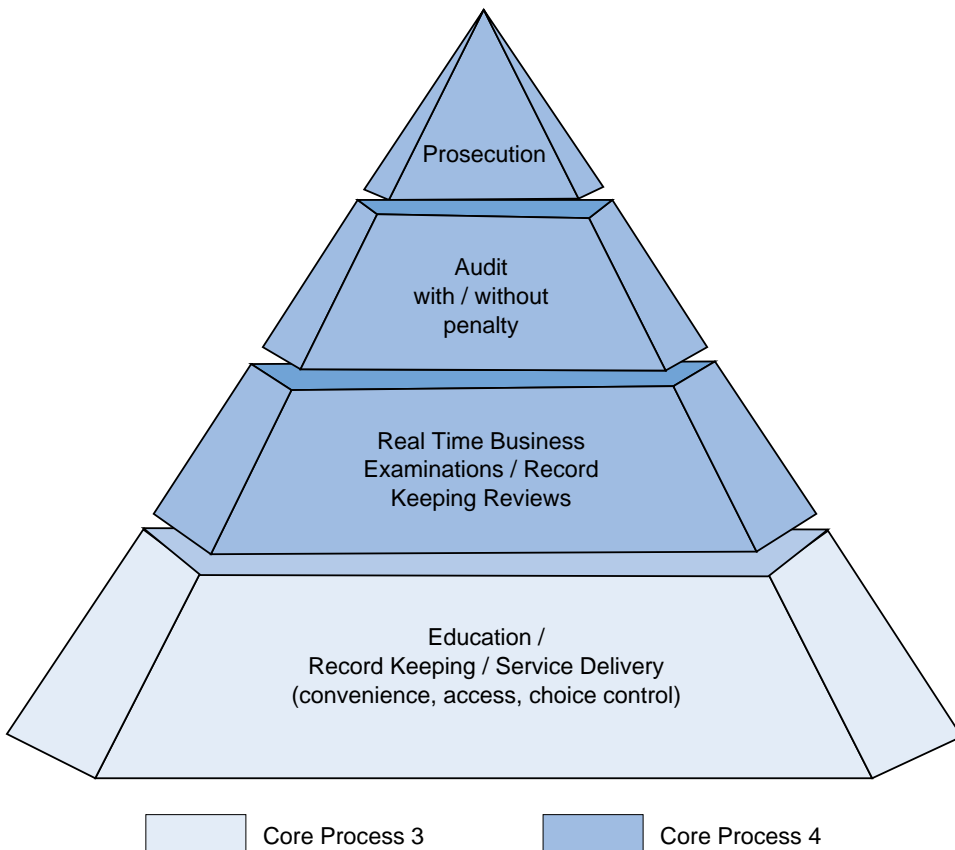 Prosecution
Audit
with / without
penalty
Real Time Business
Examinations / Record
Keeping Reviews
Education /
Record Keeping / Service Delivery
(convenience, access, choice control)
Core Process 3
Core Process 4